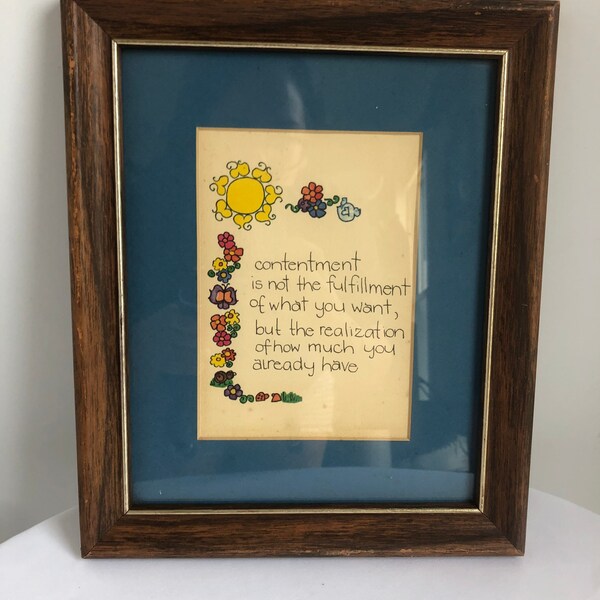 contentment
is not the fulfillment
of what you want,
but the realization
of how much you
already have